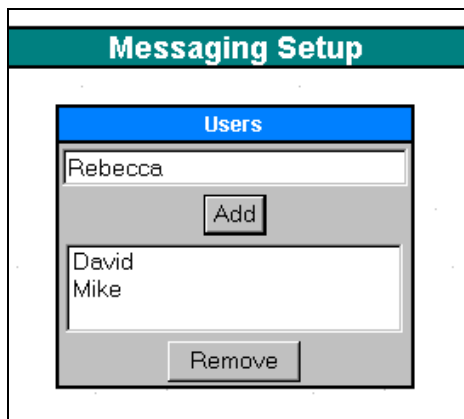 Messaging Setup
Users
Rebecca
Add
David
Mike
Remove